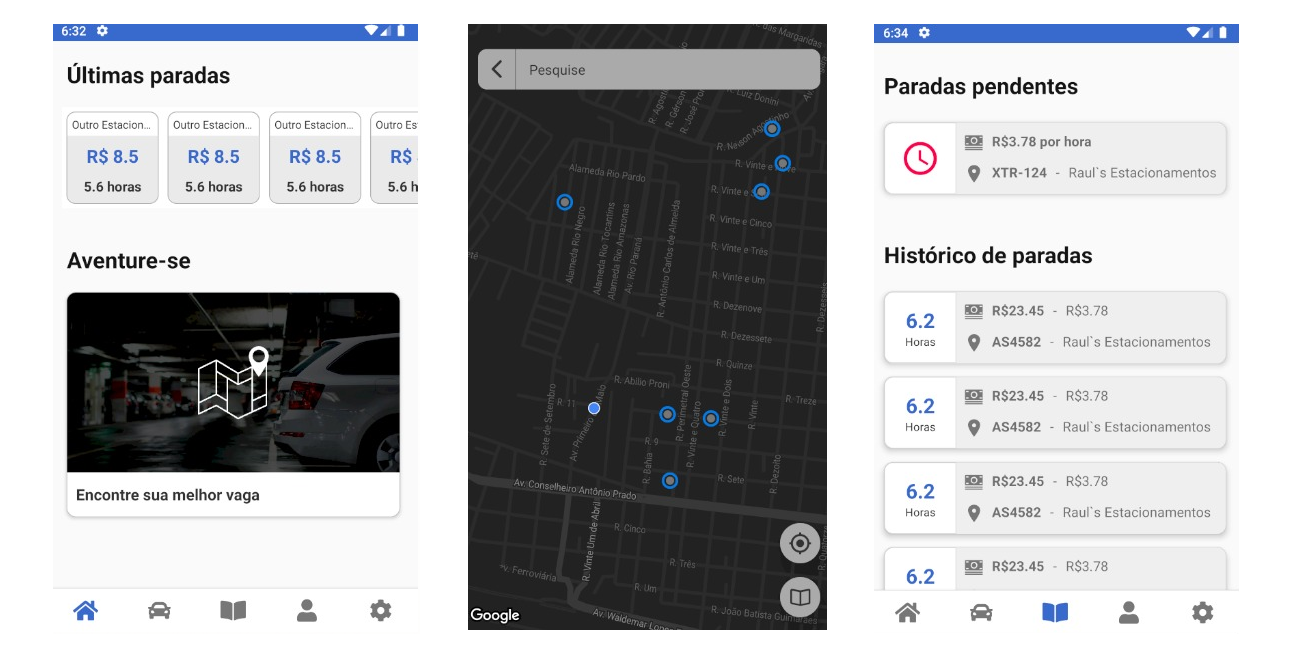 6:32
Últimas paradas
Outro Estacion...
Outro Estacion...
Outro Estacion...
Outro Es
R$ 8.5
R$ 8.5
R$ 8.5
R$
5.6 horas
5.6 horas
5.6 horas
5.6 h
Aventure-se
Encontre sua melhor vaga
Pesquise
das Margaridas
R. Luiz Donini
R. Agost
R. Gérson
R. José Pro
R. Nelson Agostinho
R. Vinte e
Alameda Rio Pardo
R. Vinte e S
R. Vinte e Cinco
R. Vinte e Três
R. Vinte e Um
Alameda Rio Negro
Alameda Rio Tocantins
Alameda Rio Amazonas
Av. Rio Paraná
R. Antônio Carlos de Almeida
R. Dezenove
R. Dezessete
R. Quinze
R. Abílio Proni
R. Treze
R. 11
R. Sete de Setembro
Av. Primeiro Maio
R. Perimetral Oeste
R. Vinte e Quatro
R. Vinte e Dois
R. Vinte
R. 9
R. Bahia
R. Sete
R. Dezoito
Av. Conselheiro Antônio Prado
R. Cinco
R. Vinte Um de Abril
R. Três
Av. Ferroviária
R. Um
R. João Batista Guimarães
Av. Waldemar Lopes
Google
6:34
Paradas pendentes
R$3.78 por hora
XTR-124 - Raul`s Estacionamentos
Histórico de paradas
6.2
Horas
R$23.45 - R$3.78
AS4582 - Raul`s Estacionamentos
6.2
Horas
R$23.45 - R$3.78
AS4582 - Raul`s Estacionamentos
6.2
Horas
R$23.45 - R$3.78
AS4582 - Raul`s Estacionamentos
6.2
R$23.45 - R$3.78